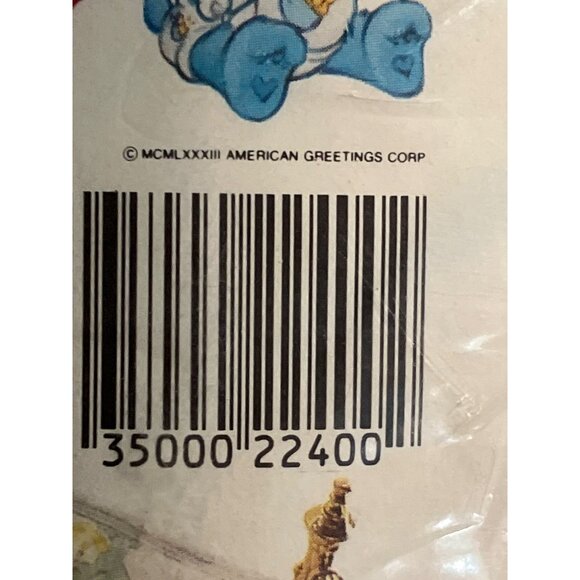 © MCMLXXXIII AMERICAN GREETINGS CORP
35000 22400